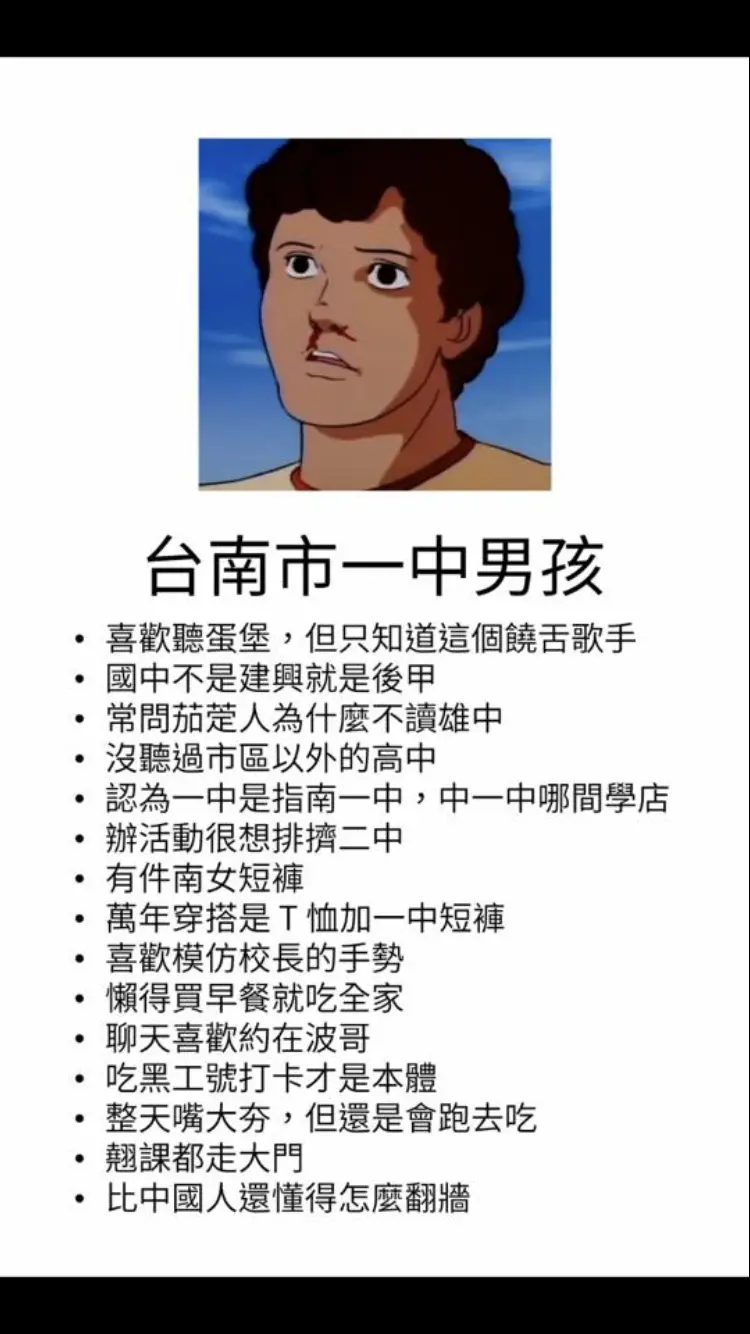 台南市一中男孩
• 喜歡聽蛋堡，但只知道這個饒舌歌手
• 國中不是建興就是後甲
• 常問茄萣人為什麼不讀雄中
• 沒聽過市區以外的高中
• 認為一中是指南一中，中一中哪間學店
• 辦活動很想排擠二中
• 有件南女短褲
• 萬年穿搭是 T 恤加一中短褲
• 喜歡模仿校長的手勢
• 懶得買早餐就吃全家
• 聊天喜歡約在波哥
• 吃黑工號打卡才是本體
• 整天嘴大夯，但還是會跑去吃
• 翹課都走大門
• 比中國人還懂得怎麼翻牆